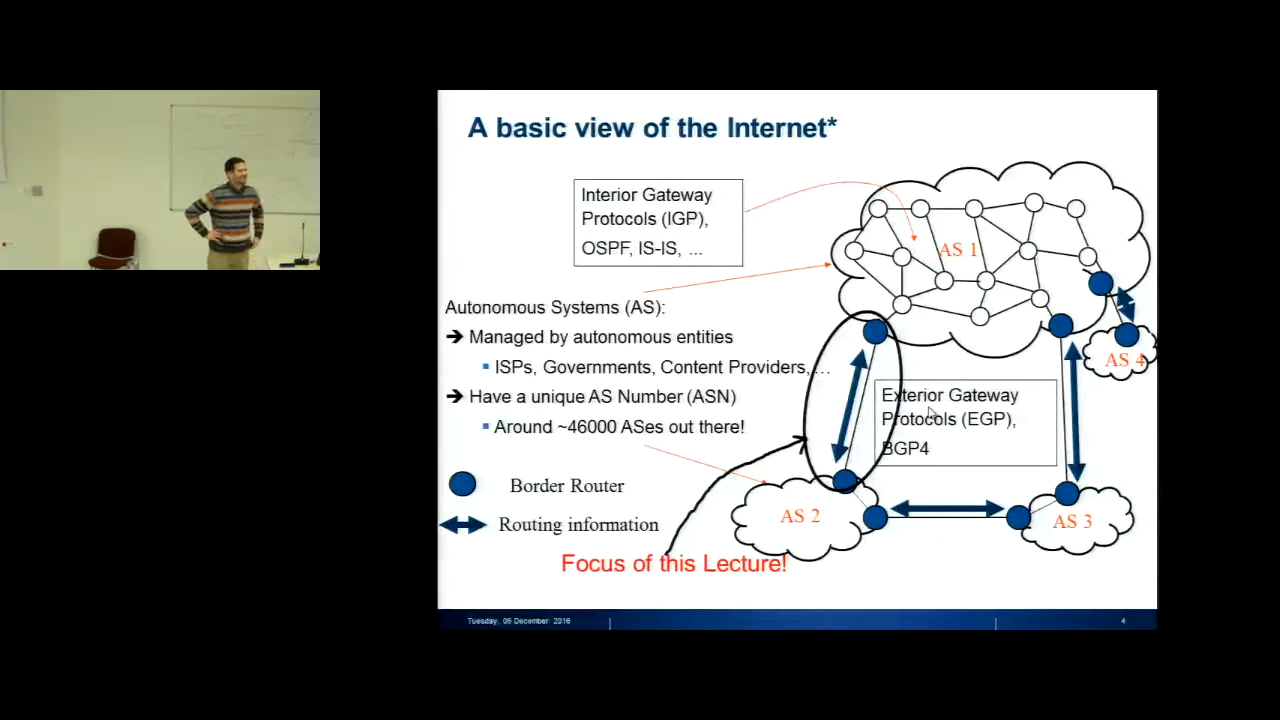 A basic view of the Internet*
Interior Gateway
Protocols (IGP),
OSPF, IS-IS, ...
AS 1
Autonomous Systems (AS):
➔ Managed by autonomous entities
▪ ISPs, Governments, Content Providers,...
AS 4
➔ Have a unique AS Number (ASN)
▪ Around ~46000 ASes out there!
Exterior Gateway
Protocols (EGP),
BGP4
Border Router
Routing information
AS 2
AS 3
Focus of this Lecture!
Tuesday, 06 December 2016
4